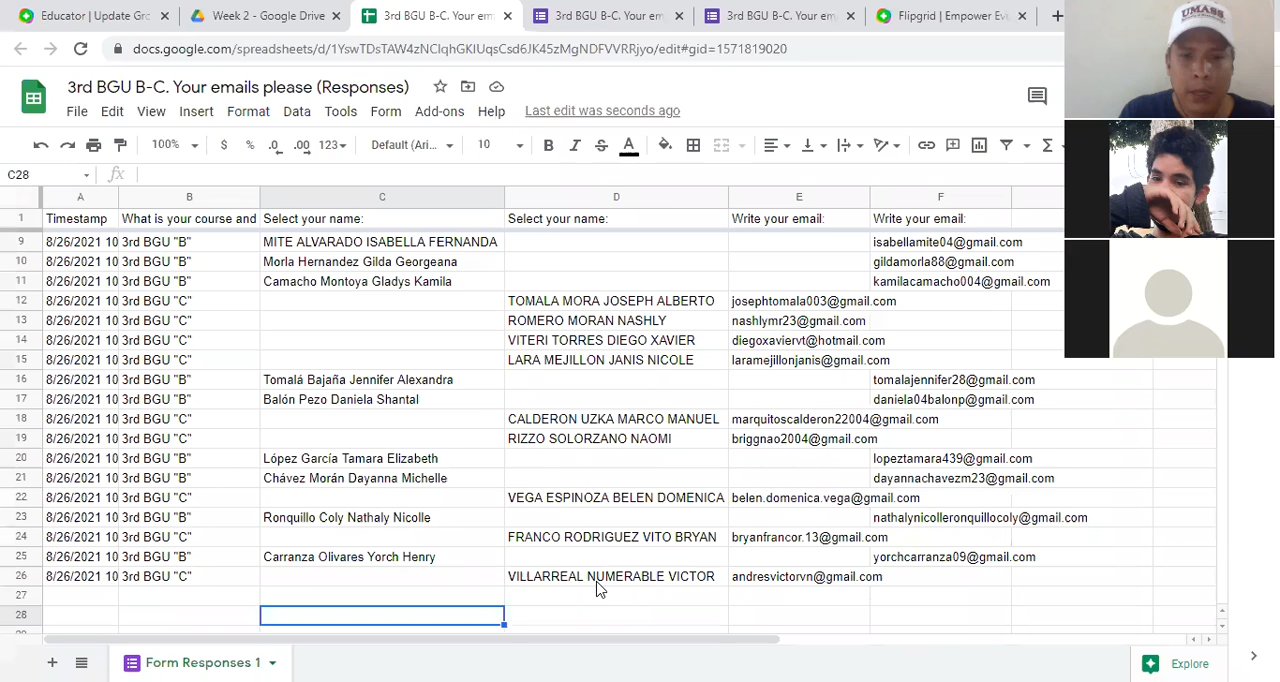 Educator | Update Gro
Week 2 - Google Drive
3rd BGU B-C. Your em
3rd BGU B-C. Your em
3rd BGU B-C. Your em
Flipgrid | Empower Ev
docs.google.com/spreadsheets/d/1YswTDsTAW4zNCIqhGKIUqsCsd6JK45zMgNDFVVRRjyo/edit#gid=1571819020
3rd BGU B-C. Your emails please (Responses)
File Edit View Insert Format Data Tools Form Add-ons Help Last edit was seconds ago
100% $ % .0 .00 123 Default (Ari... 10 B I S A Σ
C28 fx
A B C D E F
1 Timestamp What is your course and Select your name: Select your name: Write your email: Write your email:
9 8/26/2021 10 3rd BGU "B" MITE ALVARADO ISABELLA FERNANDA isabellamite04@gmail.com
10 8/26/2021 10 3rd BGU "B" Morla Hernandez Gilda Georgeana gildamorla88@gmail.com
11 8/26/2021 10 3rd BGU "B" Camacho Montoya Gladys Kamila kamilacamacho004@gmail.com
12 8/26/2021 10 3rd BGU "C" TOMALA MORA JOSEPH ALBERTO josephtomala003@gmail.com
13 8/26/2021 10 3rd BGU "C" ROMERO MORAN NASHLY nashlymr23@gmail.com
14 8/26/2021 10 3rd BGU "C" VITERI TORRES DIEGO XAVIER diegoxaviervt@hotmail.com
15 8/26/2021 10 3rd BGU "C" LARA MEJILLON JANIS NICOLE laramejillonjanis@gmail.com
16 8/26/2021 10 3rd BGU "B" Tomalá Bajaña Jennifer Alexandra tomalajennifer28@gmail.com
17 8/26/2021 10 3rd BGU "B" Balón Pezo Daniela Shantal daniela04balonp@gmail.com
18 8/26/2021 10 3rd BGU "C" CALDERON UZKA MARCO MANUEL marquitoscalderon22004@gmail.com
19 8/26/2021 10 3rd BGU "C" RIZZO SOLORZANO NAOMI briggnao2004@gmail.com
20 8/26/2021 10 3rd BGU "B" López García Tamara Elizabeth lopeztamara439@gmail.com
21 8/26/2021 10 3rd BGU "B" Chávez Morán Dayanna Michelle dayannachavezm23@gmail.com
22 8/26/2021 10 3rd BGU "C" VEGA ESPINOZA BELEN DOMENICA belen.domenica.vega@gmail.com
23 8/26/2021 10 3rd BGU "B" Ronquillo Coly Nathaly Nicolle nathalynicolleronquillocoly@gmail.com
24 8/26/2021 10 3rd BGU "C" FRANCO RODRIGUEZ VITO BRYAN bryanfrancor.13@gmail.com
25 8/26/2021 10 3rd BGU "B" Carranza Olivares Yorch Henry yorchcarranza09@gmail.com
26 8/26/2021 10 3rd BGU "C" VILLARREAL NUMERABLE VICTOR andresvictorvn@gmail.com
27
28
Form Responses 1
Explore
UMASS